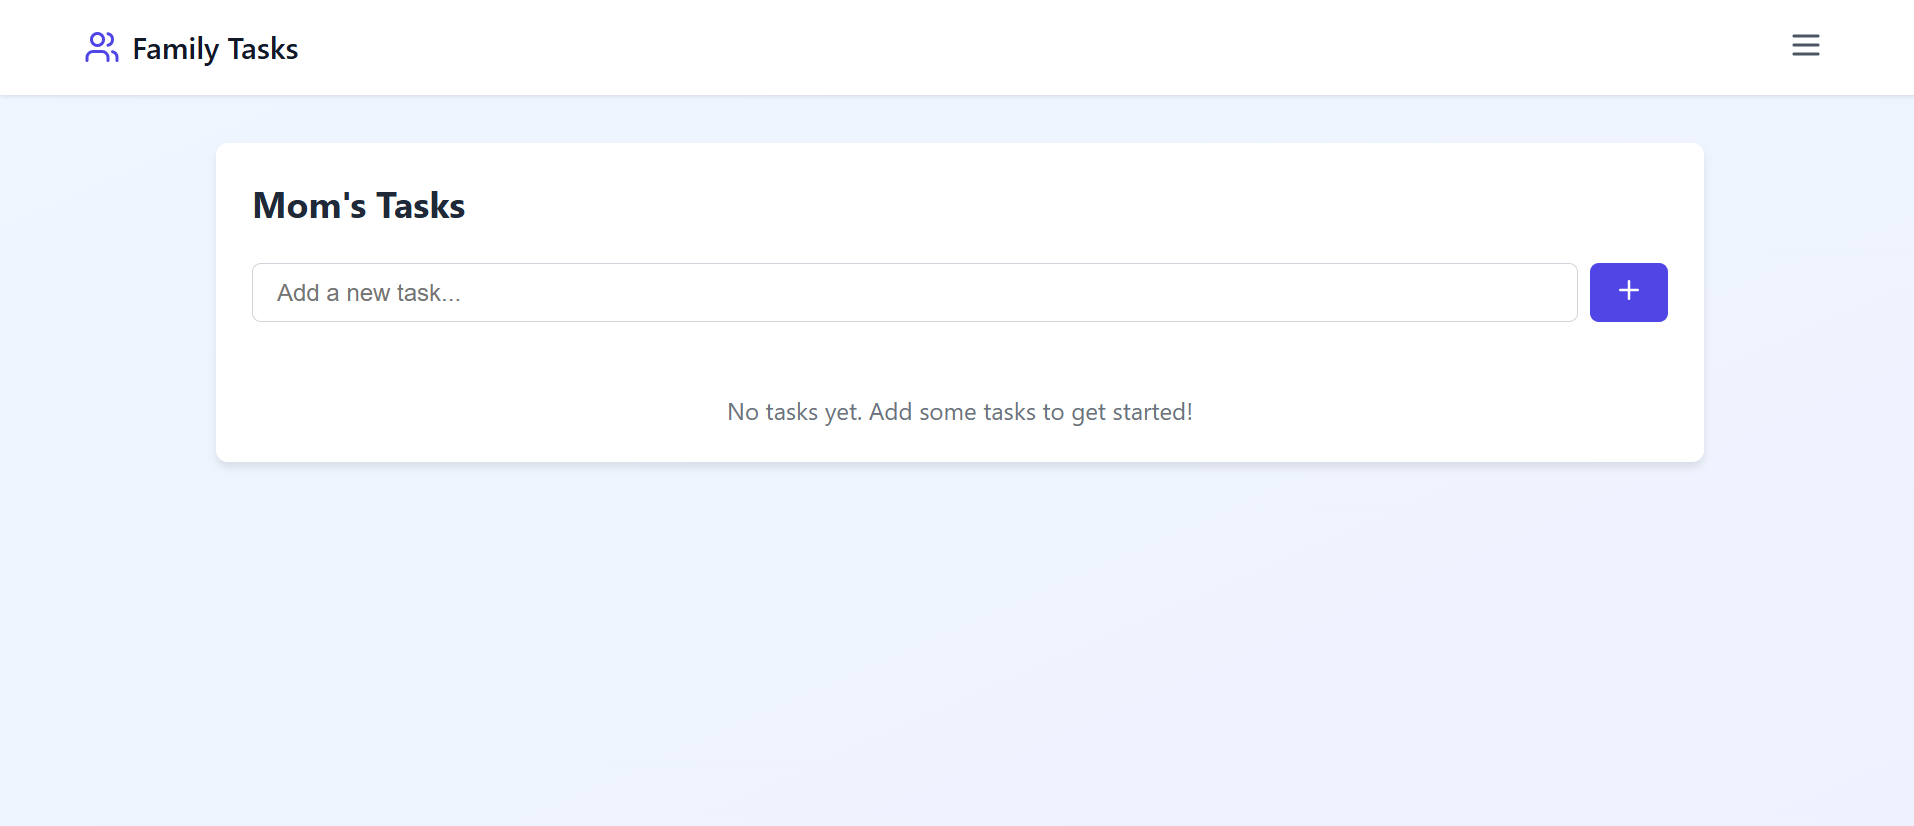 Family Tasks
Mom's Tasks
Add a new task...
No tasks yet. Add some tasks to get started!